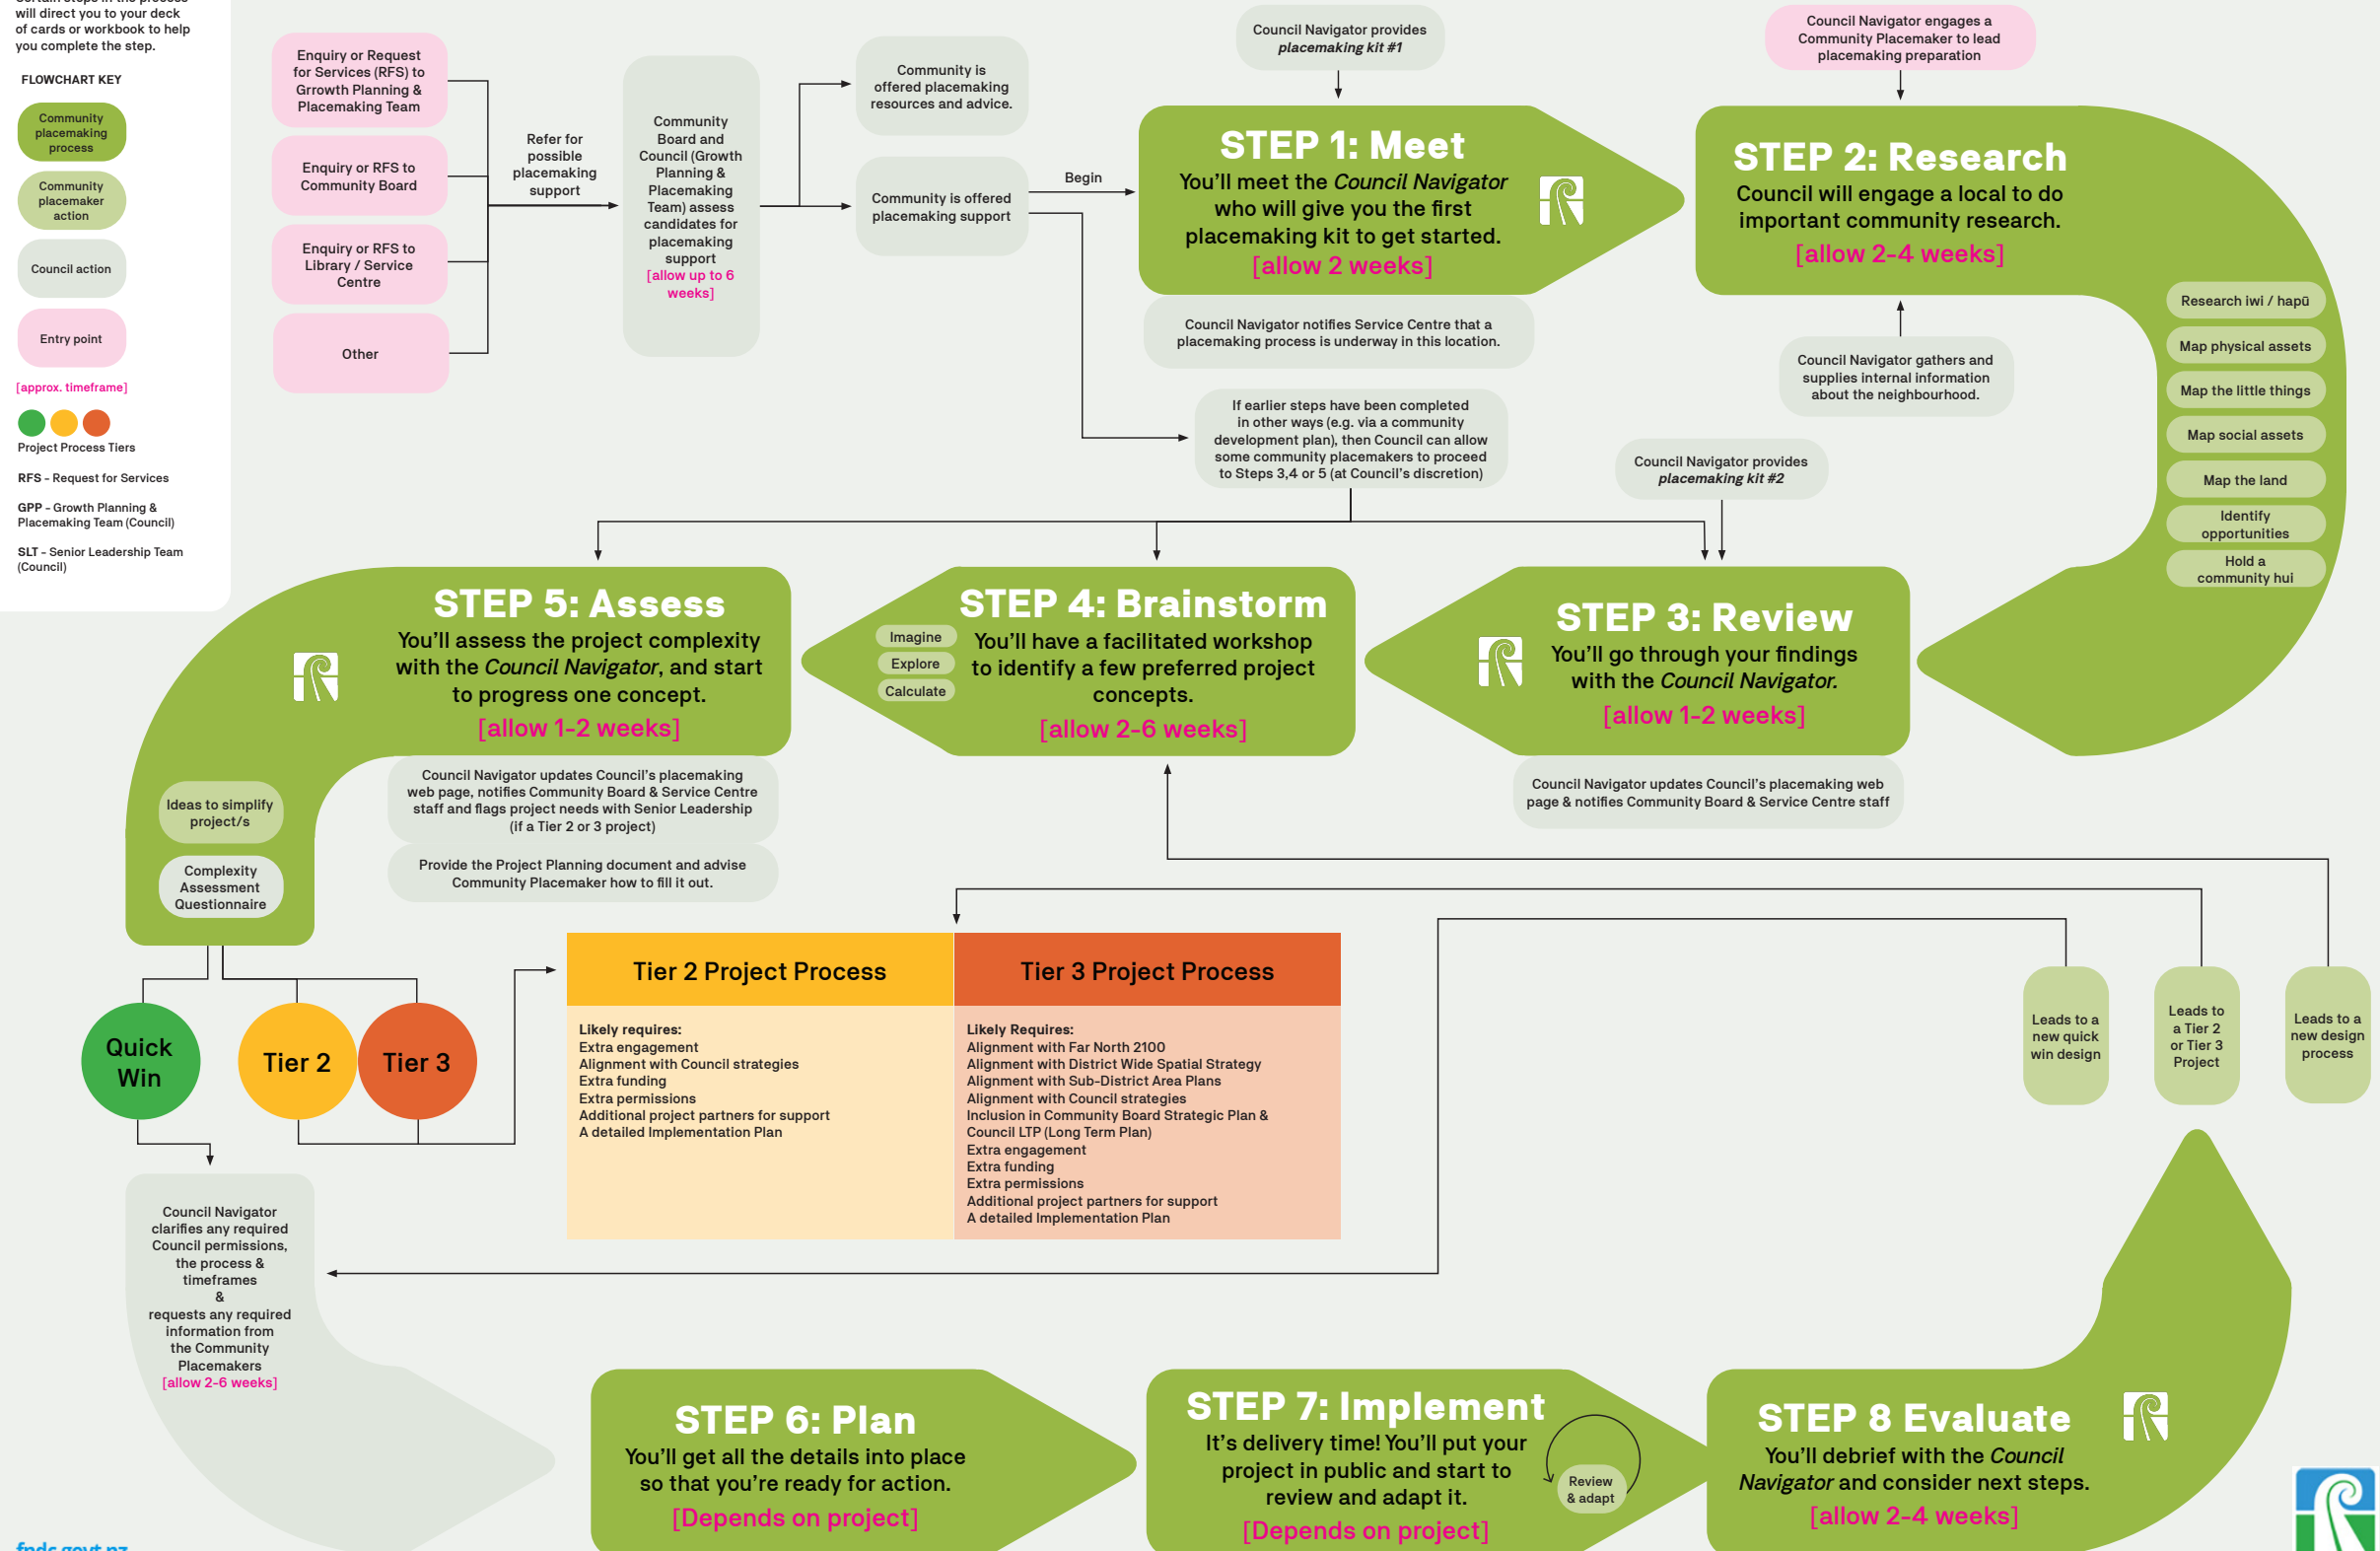 will direct you to your deck
of cards or workbook to help
you complete the step.
FLOWCHART KEY
Community
placemaking
process
Community
placemaker
action
Council action
Entry point
[approx. timeframe]
Project Process Tiers
RFS - Request for Services
GPP - Growth Planning &
Placemaking Team (Council)
SLT - Senior Leadership Team
(Council)
Enquiry or Request
for Services (RFS) to
Growth Planning &
Placemaking Team
Enquiry or RFS to
Community Board
Enquiry or RFS to
Library / Service
Centre
Other
Refer for
possible
placemaking
support
Community
Board and
Council (Growth
Planning &
Placemaking
Team) assess
candidates for
placemaking
support
[allow up to 6
weeks]
Community is
offered placemaking
resources and advice.
Community is offered
placemaking support
Begin
Council Navigator provides
placemaking kit #1
STEP 1: Meet
You'll meet the Council Navigator
who will give you the first
placemaking kit to get started.
[allow 2 weeks]
Council Navigator notifies Service Centre that a
placemaking process is underway in this location.
If earlier steps have been completed
in other ways (e.g. via a community
development plan), then Council can allow
some community placemakers to proceed
to Steps 3,4 or 5 (at Council's discretion)
Council Navigator engages a
Community Placemaker to lead
placemaking preparation
STEP 2: Research
Council will engage a local to do
important community research.
[allow 2-4 weeks]
Council Navigator gathers and
supplies internal information
about the neighbourhood.
Research iwi / hapū
Map physical assets
Map the little things
Map social assets
Map the land
Identify
opportunities
Hold a
community hui
Council Navigator provides
placemaking kit #2
STEP 3: Review
You'll go through your findings
with the Council Navigator.
[allow 1-2 weeks]
Council Navigator updates Council's placemaking web
page & notifies Community Board & Service Centre staff
STEP 4: Brainstorm
You'll have a facilitated workshop
to identify a few preferred project
concepts.
[allow 2-6 weeks]
Imagine
Explore
Calculate
STEP 5: Assess
You'll assess the project complexity
with the Council Navigator, and start
to progress one concept.
[allow 1-2 weeks]
Council Navigator updates Council's placemaking
web page, notifies Community Board & Service Centre
staff and flags project needs with Senior Leadership
(if a Tier 2 or 3 project)
Provide the Project Planning document and advise
Community Placemaker how to fill it out.
Ideas to simplify
project/s
Complexity
Assessment
Questionnaire
Quick
Win
Tier 2
Tier 3
Tier 2 Project Process
Likely requires:
Extra engagement
Alignment with Council strategies
Extra funding
Extra permissions
Additional project partners for support
A detailed Implementation Plan
Tier 3 Project Process
Likely Requires:
Alignment with Far North 2100
Alignment with District Wide Spatial Strategy
Alignment with Sub-District Area Plans
Alignment with Council strategies
Inclusion in Community Board Strategic Plan &
Council LTP (Long Term Plan)
Extra engagement
Extra funding
Extra permissions
Additional project partners for support
A detailed Implementation Plan
Leads to a
new quick
win design
Leads to
a Tier 2
or Tier 3
Project
Leads to a
new design
process
Council Navigator
clarifies any required
Council permissions,
the process &
timeframes
&
requests any required
information from
the Community
Placemakers
[allow 2-6 weeks]
STEP 6: Plan
You'll get all the details into place
so that you're ready for action.
[Depends on project]
STEP 7: Implement
It's delivery time! You'll put your
project in public and start to
review and adapt it.
[Depends on project]
Review
& adapt
STEP 8 Evaluate
You'll debrief with the Council
Navigator and consider next steps.
[allow 2-4 weeks]